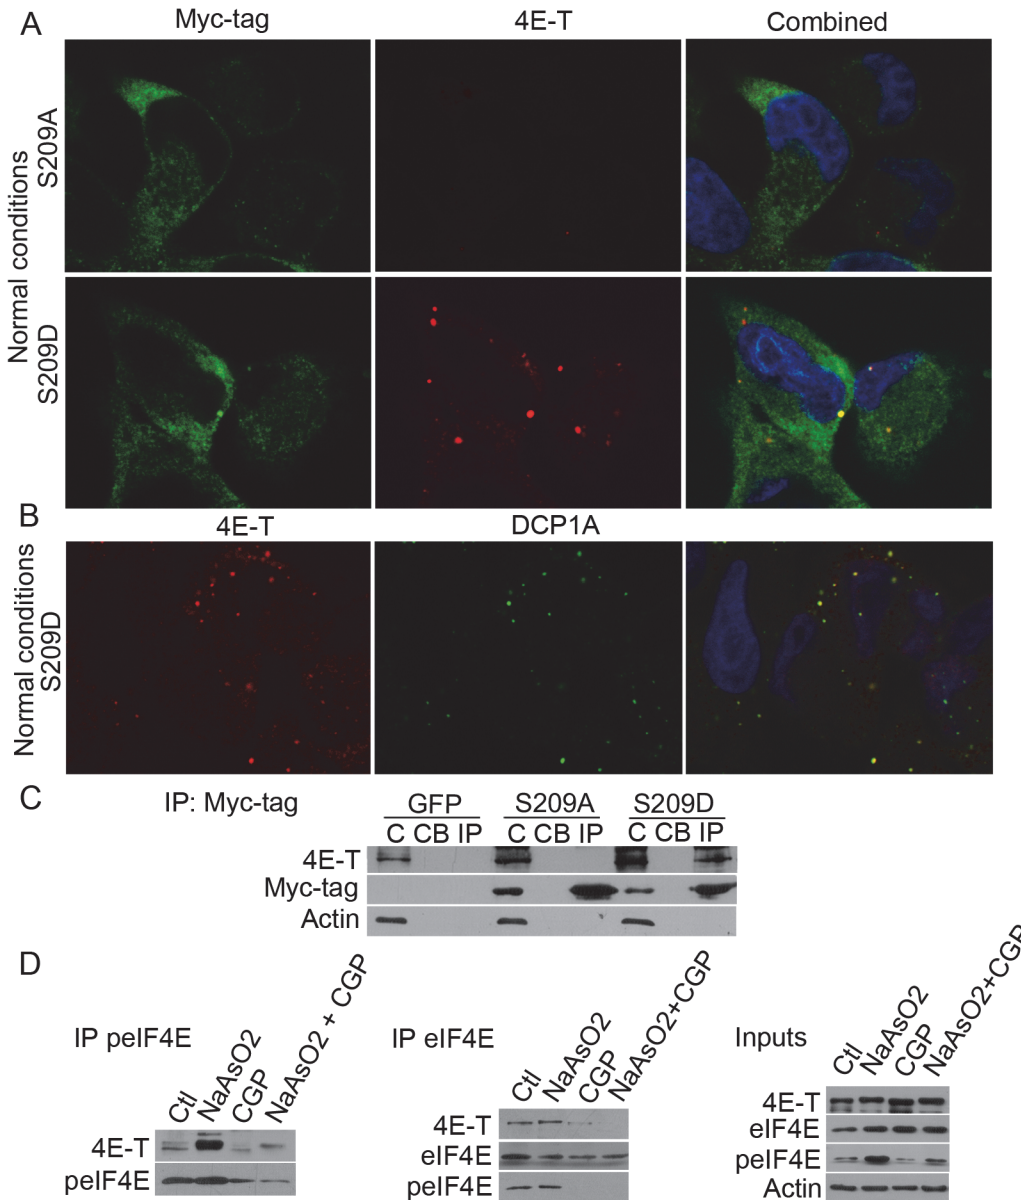 A
Myc-tag 4E-T Combined
Normal conditions
S209A
S209D
B
4E-T DCP1A
Normal conditions
S209D
C
IP: Myc-tag GFP S209A S209D
C CB IP C CB IP C CB IP
4E-T
Myc-tag
Actin
D
IP peIF4E
Ctl NaAsO2 CGP NaAsO2 + CGP
4E-T
peIF4E
IP eIF4E
Ctl NaAsO2 CGP NaAsO2+CGP
4E-T
eIF4E
peIF4E
Inputs
Ctl NaAsO2 CGP NaAsO2+CGP
4E-T
eIF4E
peIF4E
Actin